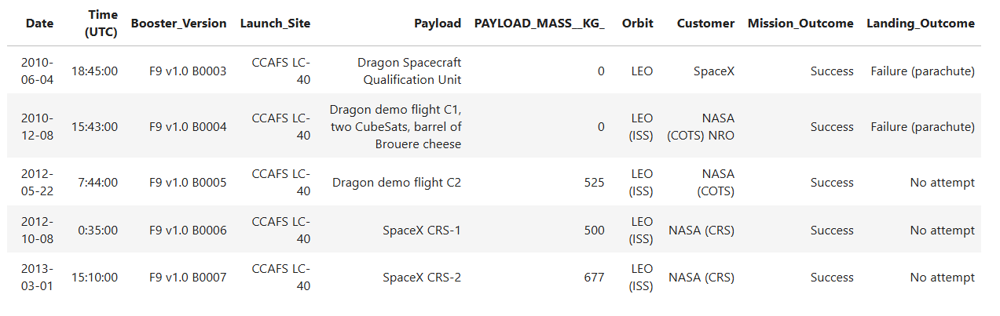 Date Time (UTC) Booster_Version Launch_Site Payload PAYLOAD_MASS__KG_ Orbit Customer Mission_Outcome Landing_Outcome
2010-06-04 18:45:00 F9 v1.0 B0003 CCAFS LC-40 Dragon Spacecraft Qualification Unit 0 LEO SpaceX Success Failure (parachute)
2010-12-08 15:43:00 F9 v1.0 B0004 CCAFS LC-40 Dragon demo flight C1, two CubeSats, barrel of Brouere cheese 0 LEO (ISS) NASA (COTS) NRO Success Failure (parachute)
2012-05-22 7:44:00 F9 v1.0 B0005 CCAFS LC-40 Dragon demo flight C2 525 LEO (ISS) NASA (COTS) Success No attempt
2012-10-08 0:35:00 F9 v1.0 B0006 CCAFS LC-40 SpaceX CRS-1 500 LEO (ISS) NASA (CRS) Success No attempt
2013-03-01 15:10:00 F9 v1.0 B0007 CCAFS LC-40 SpaceX CRS-2 677 LEO (ISS) NASA (CRS) Success No attempt